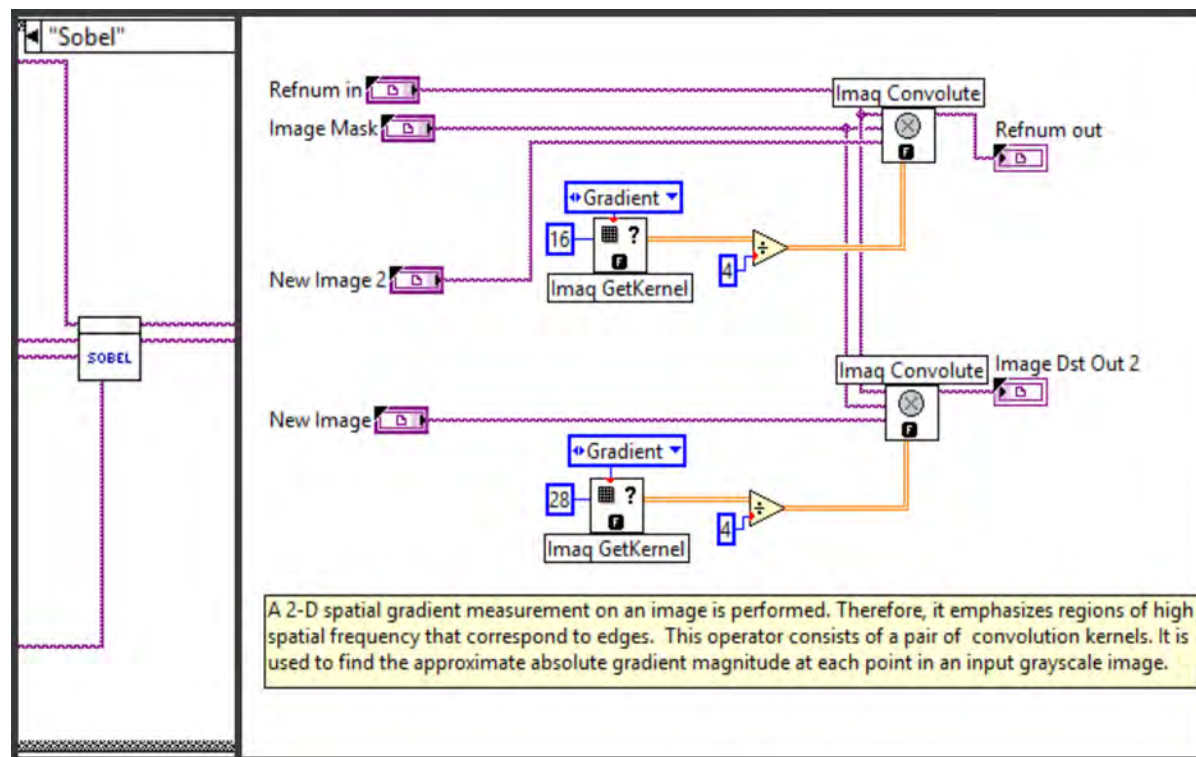 "Sobel"
SOBEL
Refnum in
Image Mask
Imaq Convolute
F
Refnum out
Gradient
16
?
F
4
Imaq GetKernel
New Image 2
Imaq Convolute
F
Image Dst Out 2
New Image
Gradient
28
?
F
4
Imaq GetKernel
A 2-D spatial gradient measurement on an image is performed. Therefore, it emphasizes regions of high
spatial frequency that correspond to edges. This operator consists of a pair of convolution kernels. It is
used to find the approximate absolute gradient magnitude at each point in an input grayscale image.